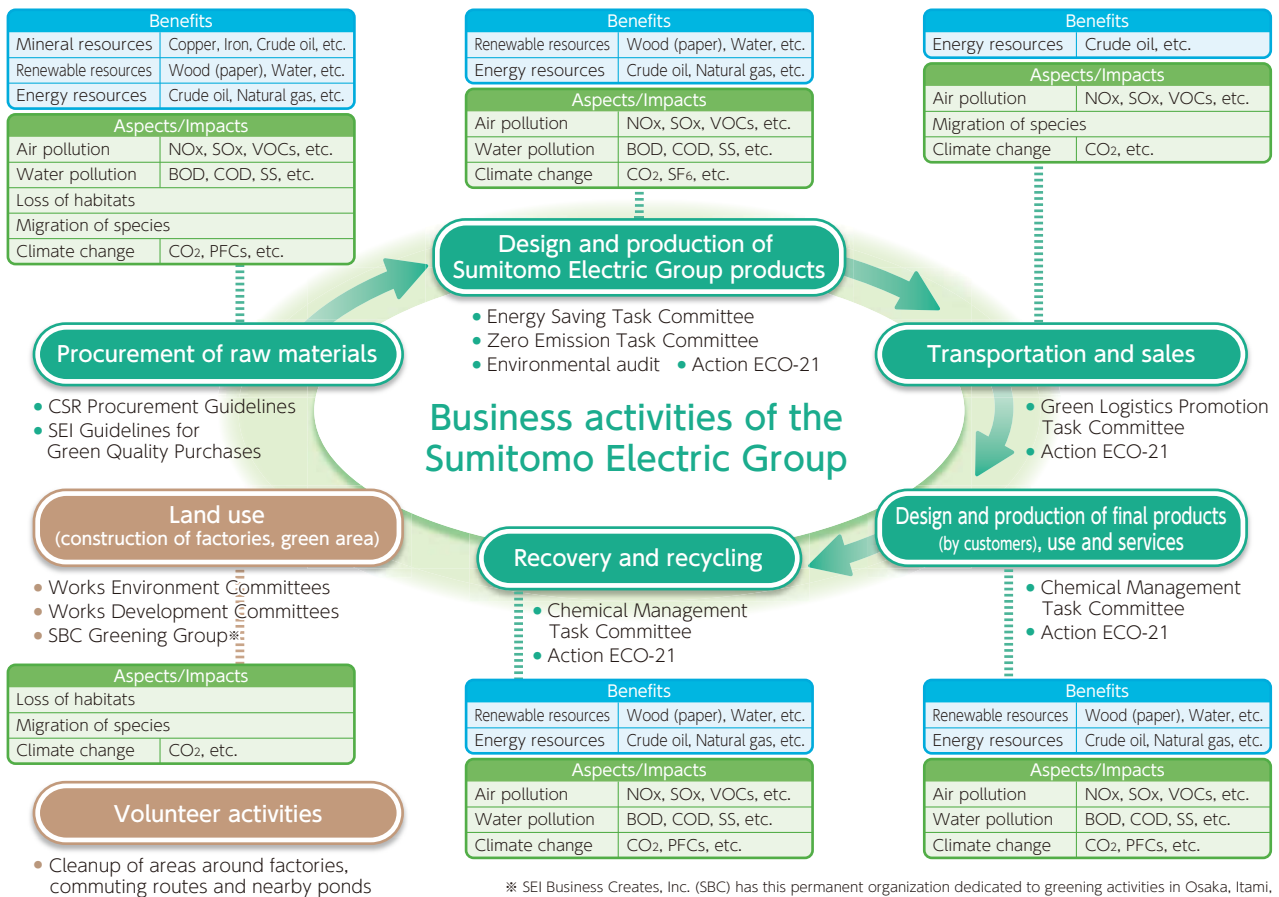 Benefits
Mineral resources Copper, Iron, Crude oil, etc.
Renewable resources Wood (paper), Water, etc.
Energy resources Crude oil, Natural gas, etc.
Aspects/Impacts
Air pollution NOx, SOx, VOCs, etc.
Water pollution BOD, COD, SS, etc.
Loss of habitats
Migration of species
Climate change CO2, PFCs, etc.
Benefits
Renewable resources Wood (paper), Water, etc.
Energy resources Crude oil, Natural gas, etc.
Aspects/Impacts
Air pollution NOx, SOx, VOCs, etc.
Water pollution BOD, COD, SS, etc.
Climate change CO2, SF6, etc.
Benefits
Energy resources Crude oil, etc.
Aspects/Impacts
Air pollution NOx, SOx, VOCs, etc.
Migration of species
Climate change CO2, etc.
Design and production of
Sumitomo Electric Group products
• Energy Saving Task Committee
• Zero Emission Task Committee
• Environmental audit • Action ECO-21
Procurement of raw materials
• CSR Procurement Guidelines
• SEI Guidelines for
Green Quality Purchases
Transportation and sales
• Green Logistics Promotion
Task Committee
• Action ECO-21
Business activities of the
Sumitomo Electric Group
Land use
(construction of factories, green area)
• Works Environment Committees
• Works Development Committees
• SBC Greening Group※
Recovery and recycling
• Chemical Management
Task Committee
• Action ECO-21
Design and production of final products
(by customers), use and services
• Chemical Management
Task Committee
• Action ECO-21
Aspects/Impacts
Loss of habitats
Migration of species
Climate change CO2, etc.
Volunteer activities
• Cleanup of areas around factories,
commuting routes and nearby ponds
Benefits
Renewable resources Wood (paper), Water, etc.
Energy resources Crude oil, Natural gas, etc.
Aspects/Impacts
Air pollution NOx, SOx, VOCs, etc.
Water pollution BOD, COD, SS, etc.
Climate change CO2, PFCs, etc.
Benefits
Renewable resources Wood (paper), Water, etc.
Energy resources Crude oil, Natural gas, etc.
Aspects/Impacts
Air pollution NOx, SOx, VOCs, etc.
Water pollution BOD, COD, SS, etc.
Climate change CO2, PFCs, etc.
※ SEI Business Creates, Inc. (SBC) has this permanent organization dedicated to greening activities in Osaka, Itami,